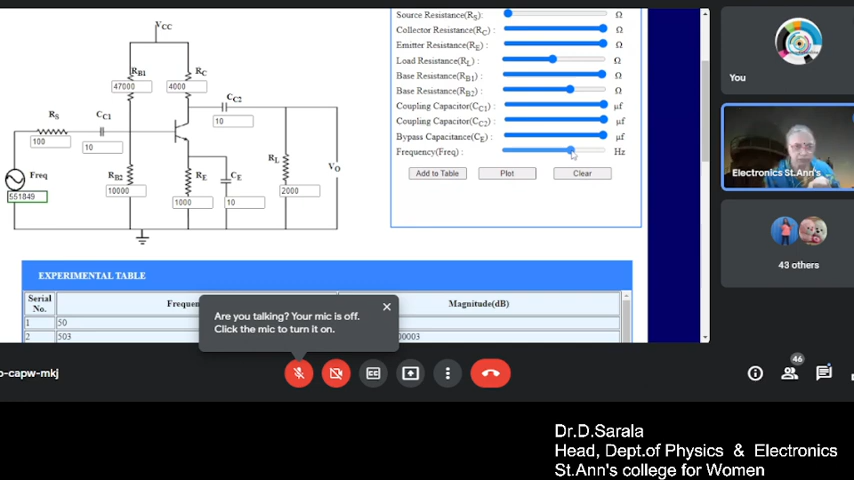 VCC
RB1
47000
RC
4000
CC2
10
RS
100
CC1
10
Freq
551849
RB2
10000
RE
1000
CE
10
RL
2000
VO
Source Resistance(RS): Ω
Collector Resistance(RC): Ω
Emitter Resistance(RE): Ω
Load Resistance(RL): Ω
Base Resistance(RB1): Ω
Base Resistance(RB2): Ω
Coupling Capacitor(CC1): μf
Coupling Capacitor(CC2): μf
Bypass Capacitance(CE): μf
Frequency(Freq): Hz
Add to Table Plot Clear
EXPERIMENTAL TABLE
Serial No. Magnitude(dB)
1 50
2 503
Are you talking? Your mic is off.
Click the mic to turn it on.
You
Electronics St.Ann's
43 others
o-capw-mkj
46
Dr.D.Sarala
Head, Dept.of Physics & Electronics
St.Ann's college for Women